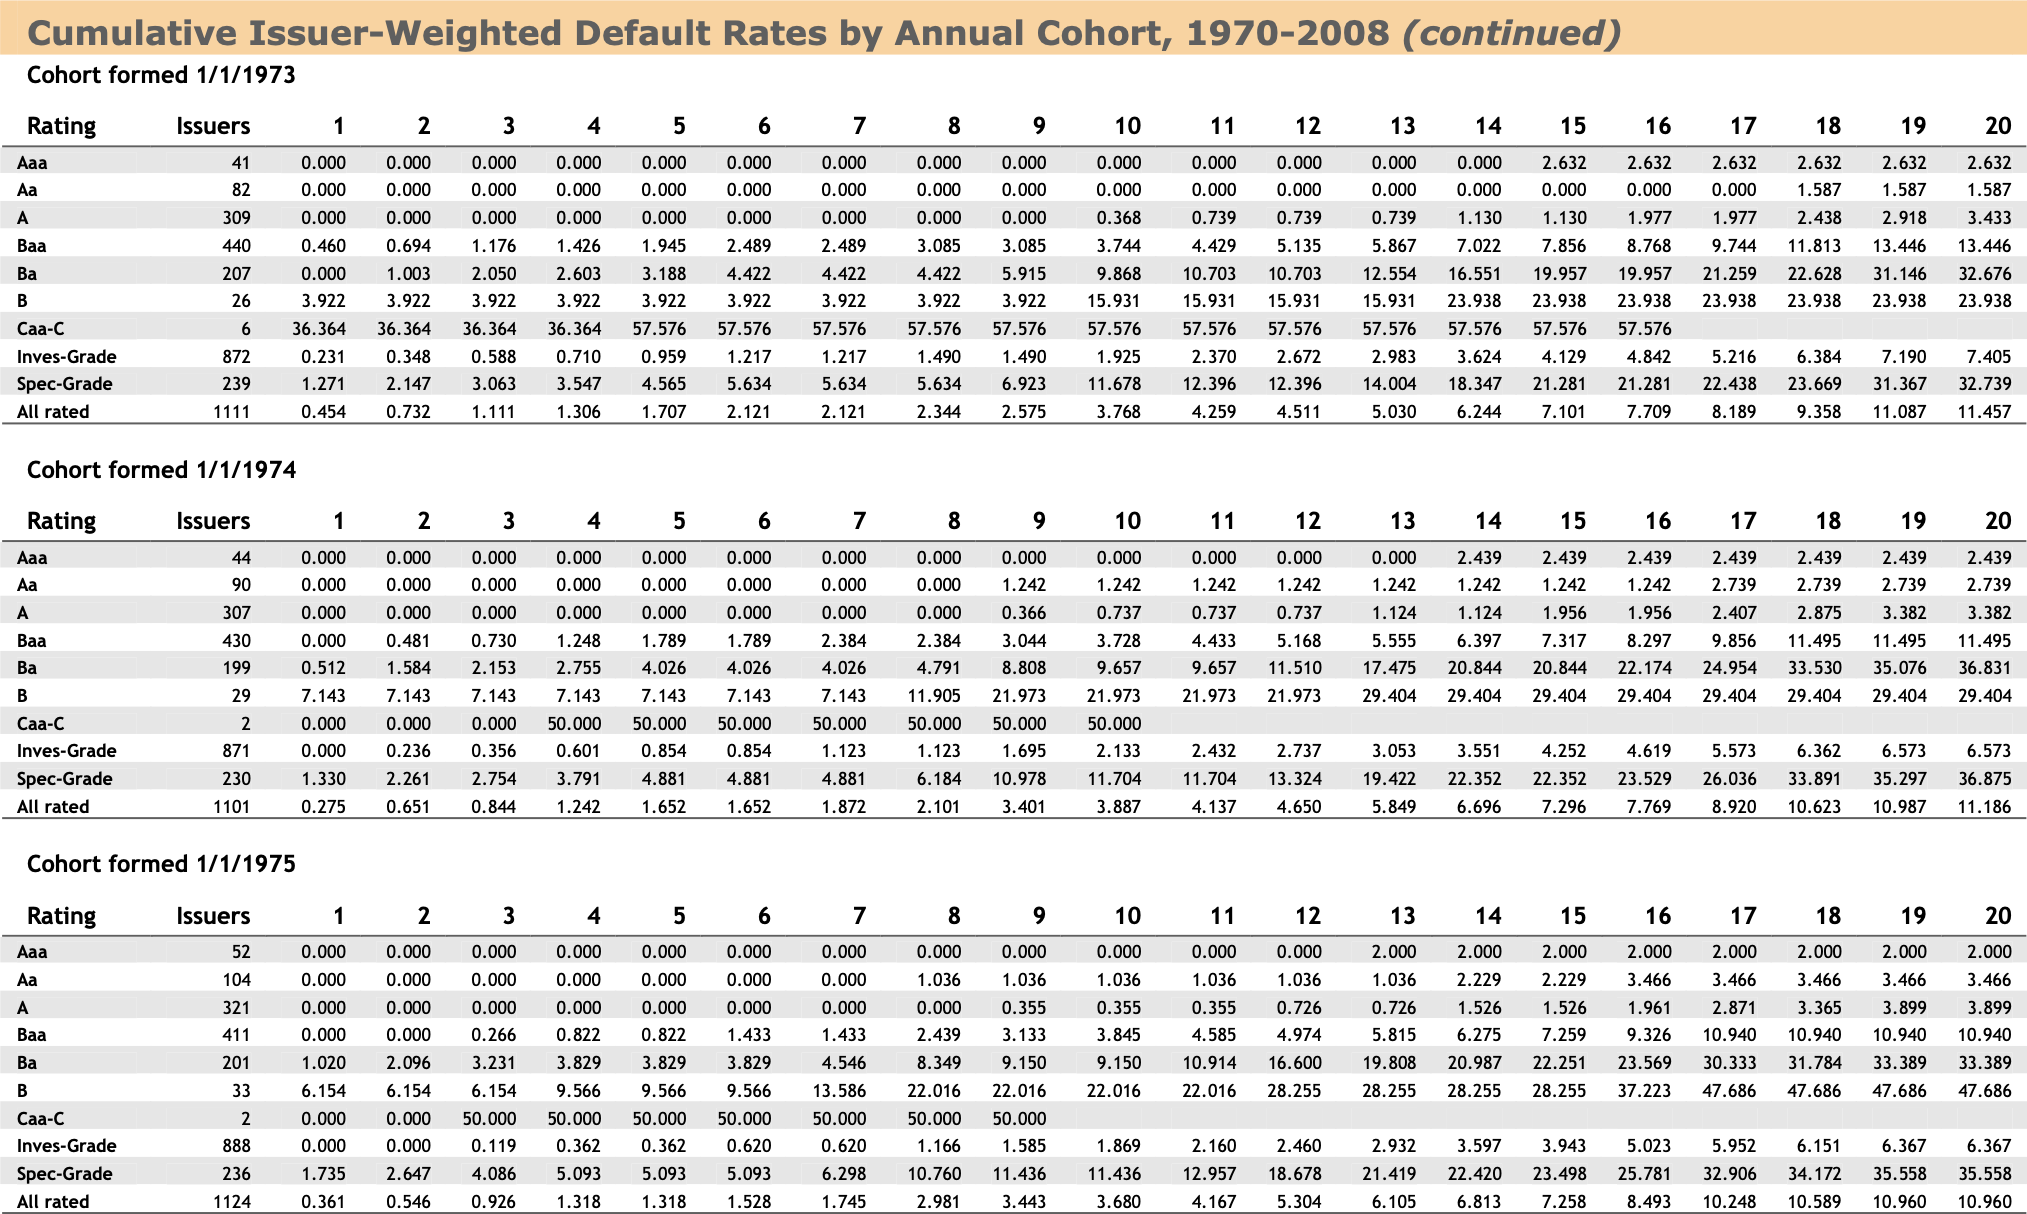 Cumulative Issuer-Weighted Default Rates by Annual Cohort, 1970-2008 (continued)
Cohort formed 1/1/1973
Rating Issuers 1 2 3 4 5 6 7 8 9 10 11 12 13 14 15 16 17 18 19 20
Aaa 41 0.000 0.000 0.000 0.000 0.000 0.000 0.000 0.000 0.000 0.000 0.000 0.000 0.000 0.000 2.632 2.632 2.632 2.632 2.632 2.632
Aa 82 0.000 0.000 0.000 0.000 0.000 0.000 0.000 0.000 0.000 0.000 0.000 0.000 0.000 0.000 0.000 0.000 0.000 1.587 1.587 1.587
A 309 0.000 0.000 0.000 0.000 0.000 0.000 0.000 0.000 0.000 0.368 0.739 0.739 0.739 1.130 1.130 1.977 1.977 2.438 2.918 3.433
Baa 440 0.460 0.694 1.176 1.426 1.945 2.489 2.489 3.085 3.085 3.744 4.429 5.135 5.867 7.022 7.856 8.768 9.744 11.813 13.446 13.446
Ba 207 0.000 1.003 2.050 2.603 3.188 4.422 4.422 4.422 5.915 9.868 10.703 10.703 12.554 16.551 19.957 19.957 21.259 22.628 31.146 32.676
B 26 3.922 3.922 3.922 3.922 3.922 3.922 3.922 3.922 3.922 15.931 15.931 15.931 15.931 23.938 23.938 23.938 23.938 23.938 23.938 23.938
Caa-C 6 36.364 36.364 36.364 36.364 57.576 57.576 57.576 57.576 57.576 57.576 57.576 57.576 57.576 57.576 57.576 57.576
Inves-Grade 872 0.231 0.348 0.588 0.710 0.959 1.217 1.217 1.490 1.490 1.925 2.370 2.672 2.983 3.624 4.129 4.842 5.216 6.384 7.190 7.405
Spec-Grade 239 1.271 2.147 3.063 3.547 4.565 5.634 5.634 5.634 6.923 11.678 12.396 12.396 14.004 18.347 21.281 21.281 22.438 23.669 31.367 32.739
All rated 1111 0.454 0.732 1.111 1.306 1.707 2.121 2.121 2.344 2.575 3.768 4.259 4.511 5.030 6.244 7.101 7.709 8.189 9.358 11.087 11.457
Cohort formed 1/1/1974
Rating Issuers 1 2 3 4 5 6 7 8 9 10 11 12 13 14 15 16 17 18 19 20
Aaa 44 0.000 0.000 0.000 0.000 0.000 0.000 0.000 0.000 0.000 0.000 0.000 0.000 0.000 2.439 2.439 2.439 2.439 2.439 2.439 2.439
Aa 90 0.000 0.000 0.000 0.000 0.000 0.000 0.000 0.000 1.242 1.242 1.242 1.242 1.242 1.242 1.242 1.242 2.739 2.739 2.739 2.739
A 307 0.000 0.000 0.000 0.000 0.000 0.000 0.000 0.000 0.366 0.737 0.737 0.737 1.124 1.124 1.956 1.956 2.407 2.875 3.382 3.382
Baa 430 0.000 0.481 0.730 1.248 1.789 1.789 2.384 2.384 3.044 3.728 4.433 5.168 5.555 6.397 7.317 8.297 9.856 11.495 11.495 11.495
Ba 199 0.512 1.584 2.153 2.755 4.026 4.026 4.026 4.791 8.808 9.657 9.657 11.510 17.475 20.844 20.844 22.174 24.954 33.530 35.076 36.831
B 29 7.143 7.143 7.143 7.143 7.143 7.143 7.143 11.905 21.973 21.973 21.973 21.973 29.404 29.404 29.404 29.404 29.404 29.404 29.404 29.404
Caa-C 2 0.000 0.000 0.000 50.000 50.000 50.000 50.000 50.000 50.000 50.000
Inves-Grade 871 0.000 0.236 0.356 0.601 0.854 0.854 1.123 1.123 1.695 2.133 2.432 2.737 3.053 3.551 4.252 4.619 5.573 6.362 6.573 6.573
Spec-Grade 230 1.330 2.261 2.754 3.791 4.881 4.881 4.881 6.184 10.978 11.704 11.704 13.324 19.422 22.352 22.352 23.529 26.036 33.891 35.297 36.875
All rated 1101 0.275 0.651 0.844 1.242 1.652 1.652 1.872 2.101 3.401 3.887 4.137 4.650 5.849 6.696 7.296 7.769 8.920 10.623 10.987 11.186
Cohort formed 1/1/1975
Rating Issuers 1 2 3 4 5 6 7 8 9 10 11 12 13 14 15 16 17 18 19 20
Aaa 52 0.000 0.000 0.000 0.000 0.000 0.000 0.000 0.000 0.000 0.000 0.000 0.000 2.000 2.000 2.000 2.000 2.000 2.000 2.000 2.000
Aa 104 0.000 0.000 0.000 0.000 0.000 0.000 0.000 1.036 1.036 1.036 1.036 1.036 1.036 2.229 2.229 3.466 3.466 3.466 3.466 3.466
A 321 0.000 0.000 0.000 0.000 0.000 0.000 0.000 0.000 0.355 0.355 0.355 0.726 0.726 1.526 1.526 1.961 2.871 3.365 3.899 3.899
Baa 411 0.000 0.000 0.266 0.822 0.822 1.433 1.433 2.439 3.133 3.845 4.585 4.974 5.815 6.275 7.259 9.326 10.940 10.940 10.940 10.940
Ba 201 1.020 2.096 3.231 3.829 3.829 3.829 4.546 8.349 9.150 9.150 10.914 16.600 19.808 20.987 22.251 23.569 30.333 31.784 33.389 33.389
B 33 6.154 6.154 6.154 9.566 9.566 9.566 13.586 22.016 22.016 22.016 22.016 28.255 28.255 28.255 28.255 37.223 47.686 47.686 47.686 47.686
Caa-C 2 0.000 0.000 50.000 50.000 50.000 50.000 50.000 50.000 50.000
Inves-Grade 888 0.000 0.000 0.119 0.362 0.362 0.620 0.620 1.166 1.585 1.869 2.160 2.460 2.932 3.597 3.943 5.023 5.952 6.151 6.367 6.367
Spec-Grade 236 1.735 2.647 4.086 5.093 5.093 5.093 6.298 10.760 11.436 11.436 12.957 18.678 21.419 22.420 23.498 25.781 32.906 34.172 35.558 35.558
All rated 1124 0.361 0.546 0.926 1.318 1.318 1.528 1.745 2.981 3.443 3.680 4.167 5.304 6.105 6.813 7.258 8.493 10.248 10.589 10.960 10.960